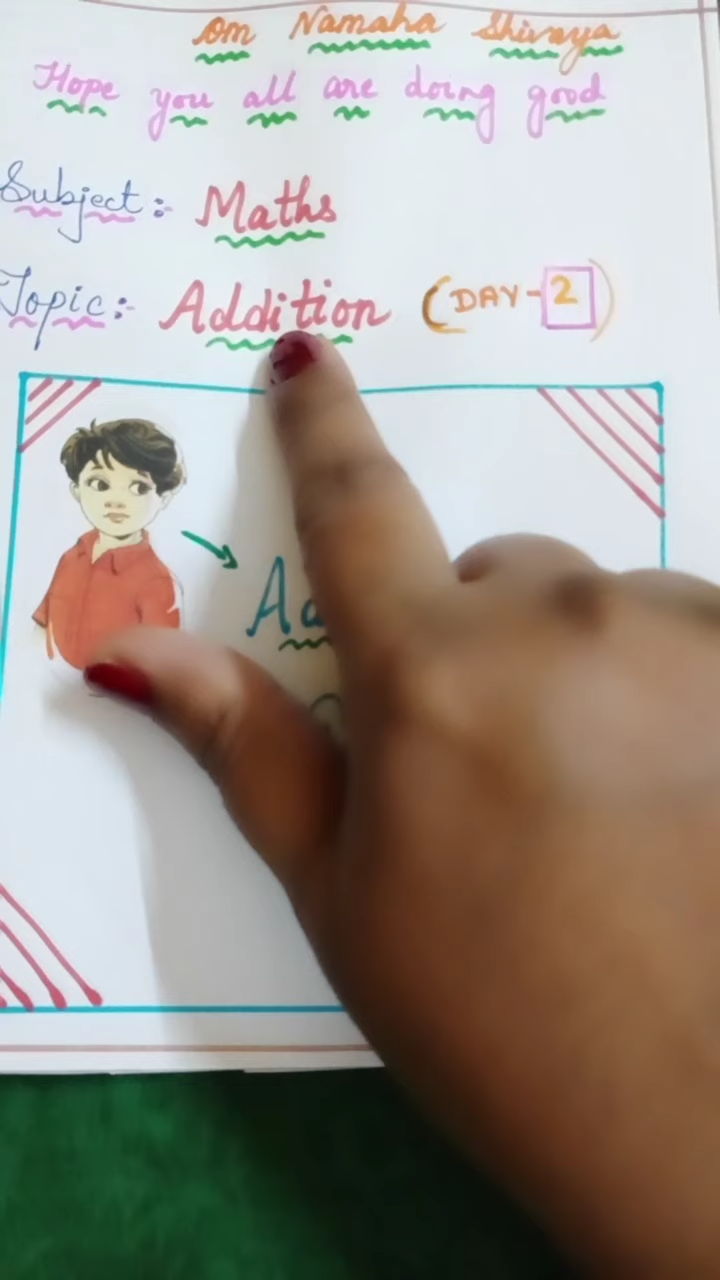 om Namaha Shivaya
Hope you all are doing good
Subject:- Maths
Topic:- Addition (DAY-2)